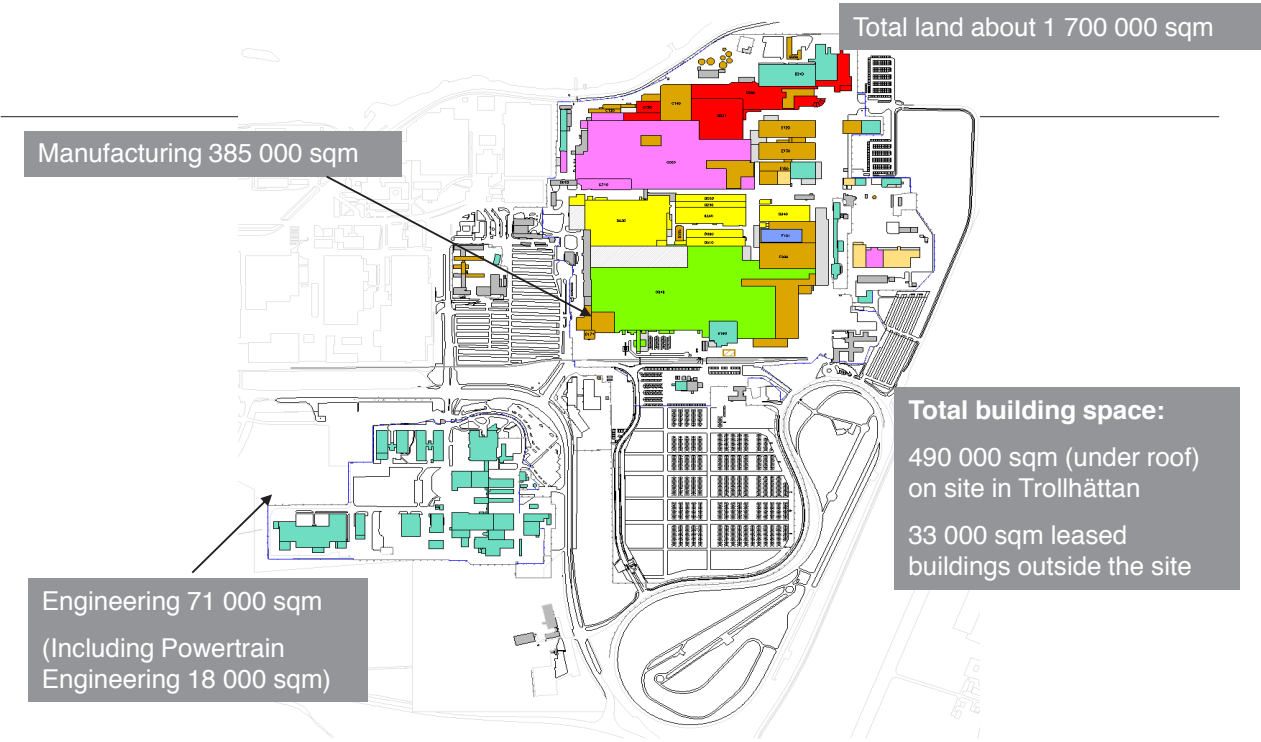 Total land about 1 700 000 sqm
Manufacturing 385 000 sqm
Total building space:
490 000 sqm (under roof)
on site in Trollhättan
33 000 sqm leased
buildings outside the site
Engineering 71 000 sqm
(Including Powertrain
Engineering 18 000 sqm)